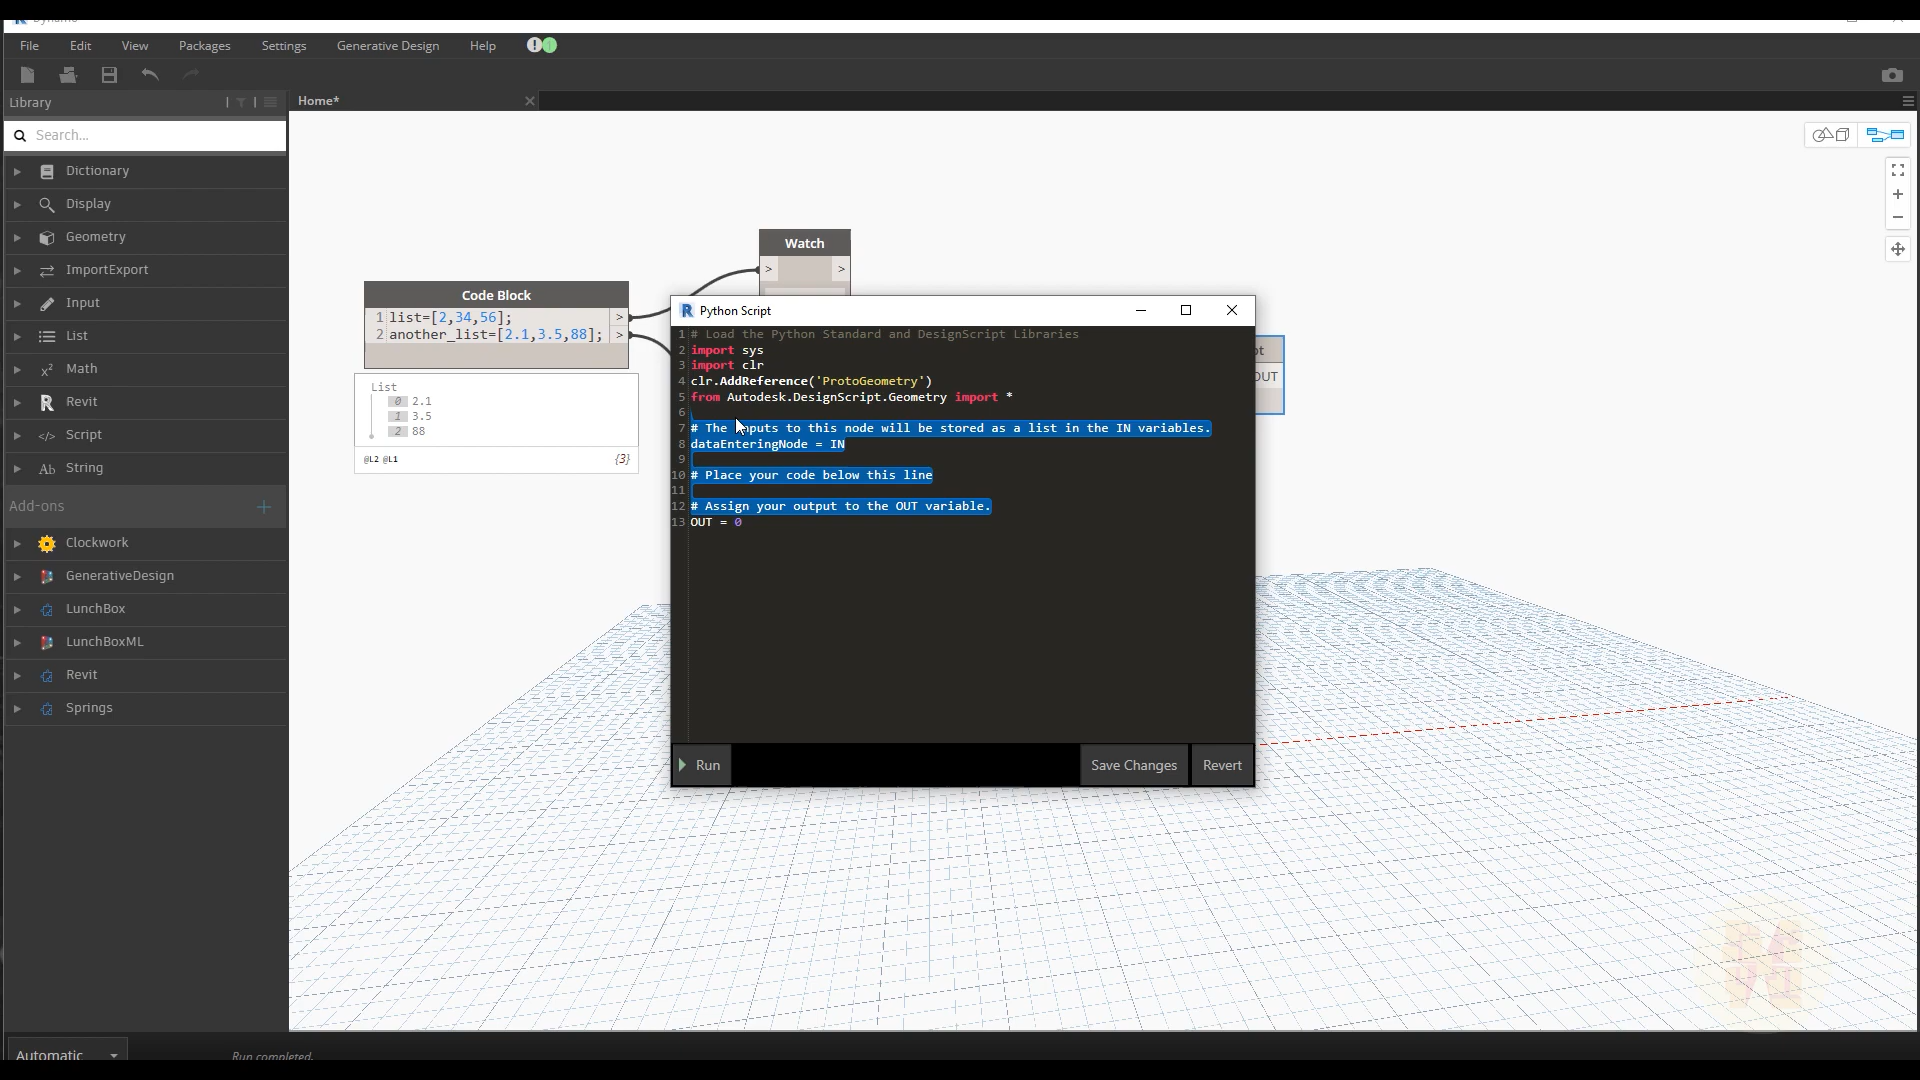 Dynamo
File Edit View Packages Settings Generative Design Help
Library
Home*
Search...
Dictionary
Display
Geometry
ImportExport
Input
List
Math
Revit
Script
String
Add-ons
Clockwork
GenerativeDesign
LunchBox
LunchBoxML
Revit
Springs
Code Block
1 list=[2,34,56]; >
2 another_list=[2.1,3.5,88]; >
List
0 2.1
1 3.5
2 88
@L2 @L1 {3}
Watch
> >
Python Script
1 # Load the Python Standard and DesignScript Libraries
2 import sys
3 import clr
4 clr.AddReference('ProtoGeometry')
5 from Autodesk.DesignScript.Geometry import *
6
7 # The inputs to this node will be stored as a list in the IN variables.
8 dataEnteringNode = IN
9
10 # Place your code below this line
11
12 # Assign your output to the OUT variable.
13 OUT = 0
Run Save Changes Revert
pt
OUT
Automatic Run completed.